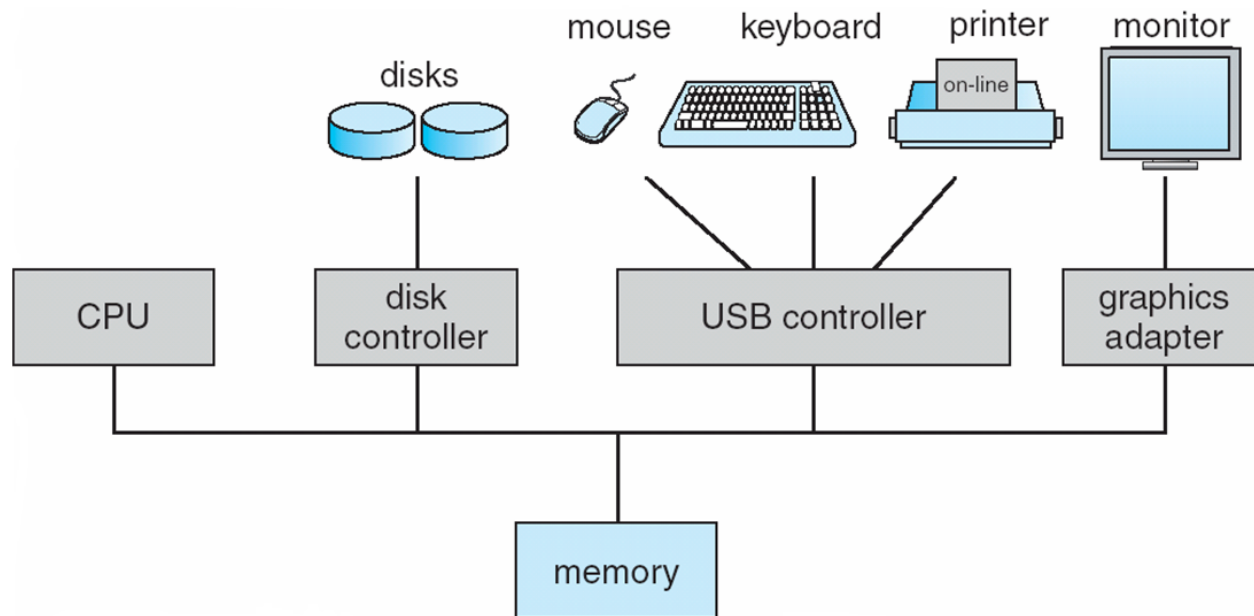 mouse
keyboard
printer
monitor
disks
on-line
CPU
disk
controller
USB controller
graphics
adapter
memory